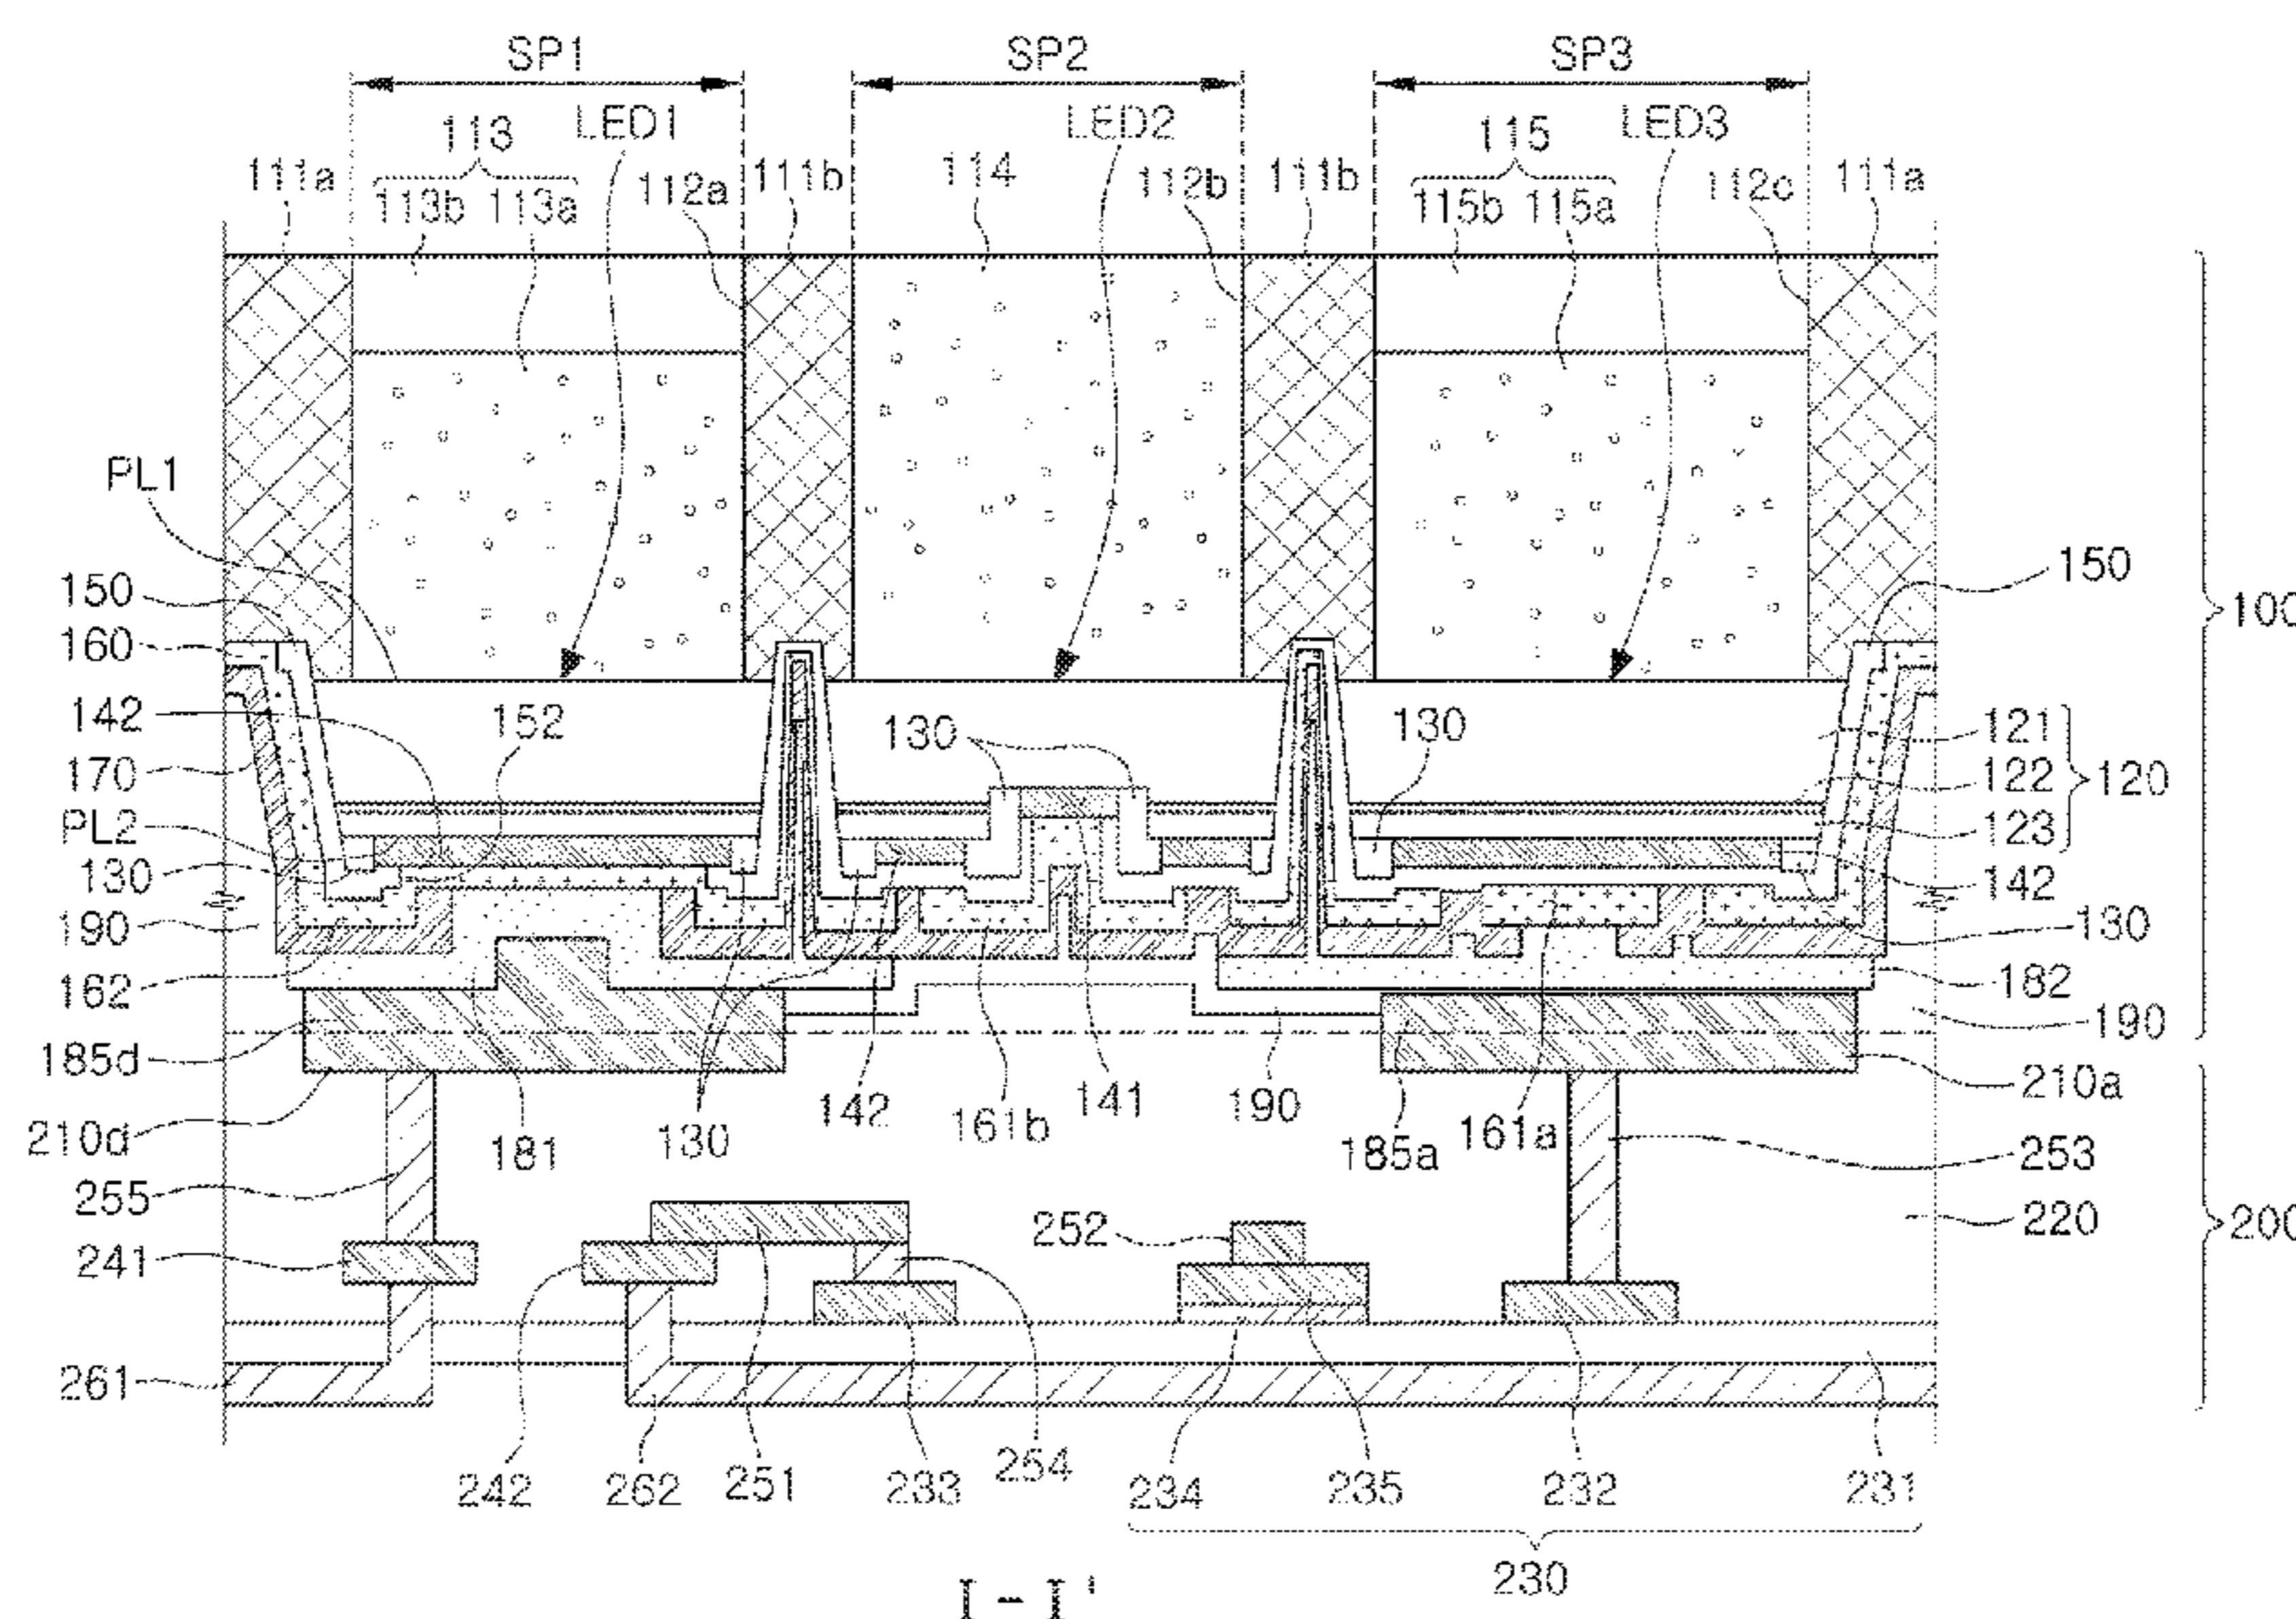 SP1 SP2 SP3
113 LED1 LED2 115 LED3
111a 113b 113a 112a 111b 114 112b 111b 115b 115a 112c 111a
PL1
150 150
160 100
142 152 130 130 121
170 122 120
PL2 123
130 142
190 130
162 182
185d 190
142 141 190 210a
210d 181 130 161b 185a 161a
255 253
252 220
241 200
261
242 262 251 233 254 234 235 232 231
230
I-I'